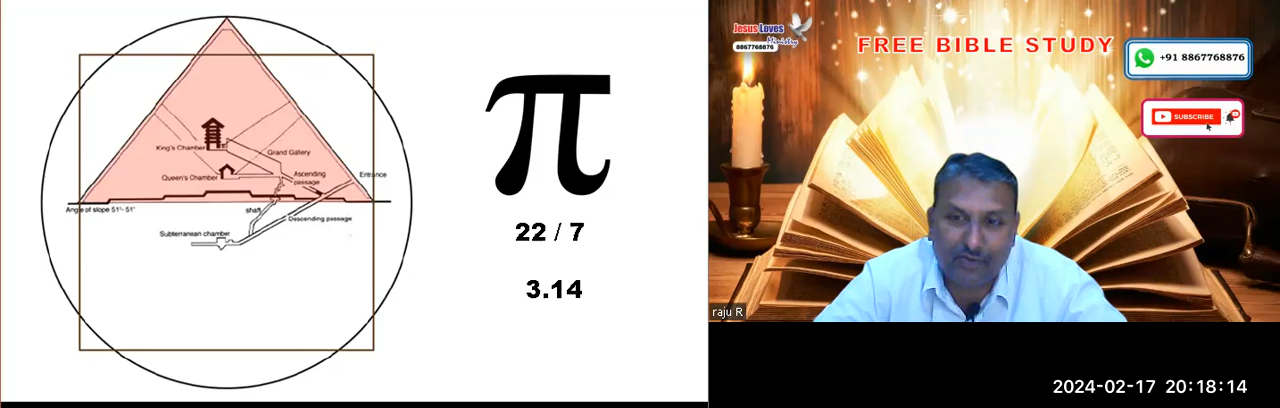 King's Chamber
Grand Gallery
Queen's Chamber
Ascending
passage
Entrance
Angle of slope 51°- 51'
shaft
Descending passage
Subterranean chamber
π
22 / 7
3.14
Jesus Loves
Ministry
8867768876
FREE BIBLE STUDY
+91 8867768876
SUBSCRIBE
raju R
2024-02-17 20:18:14